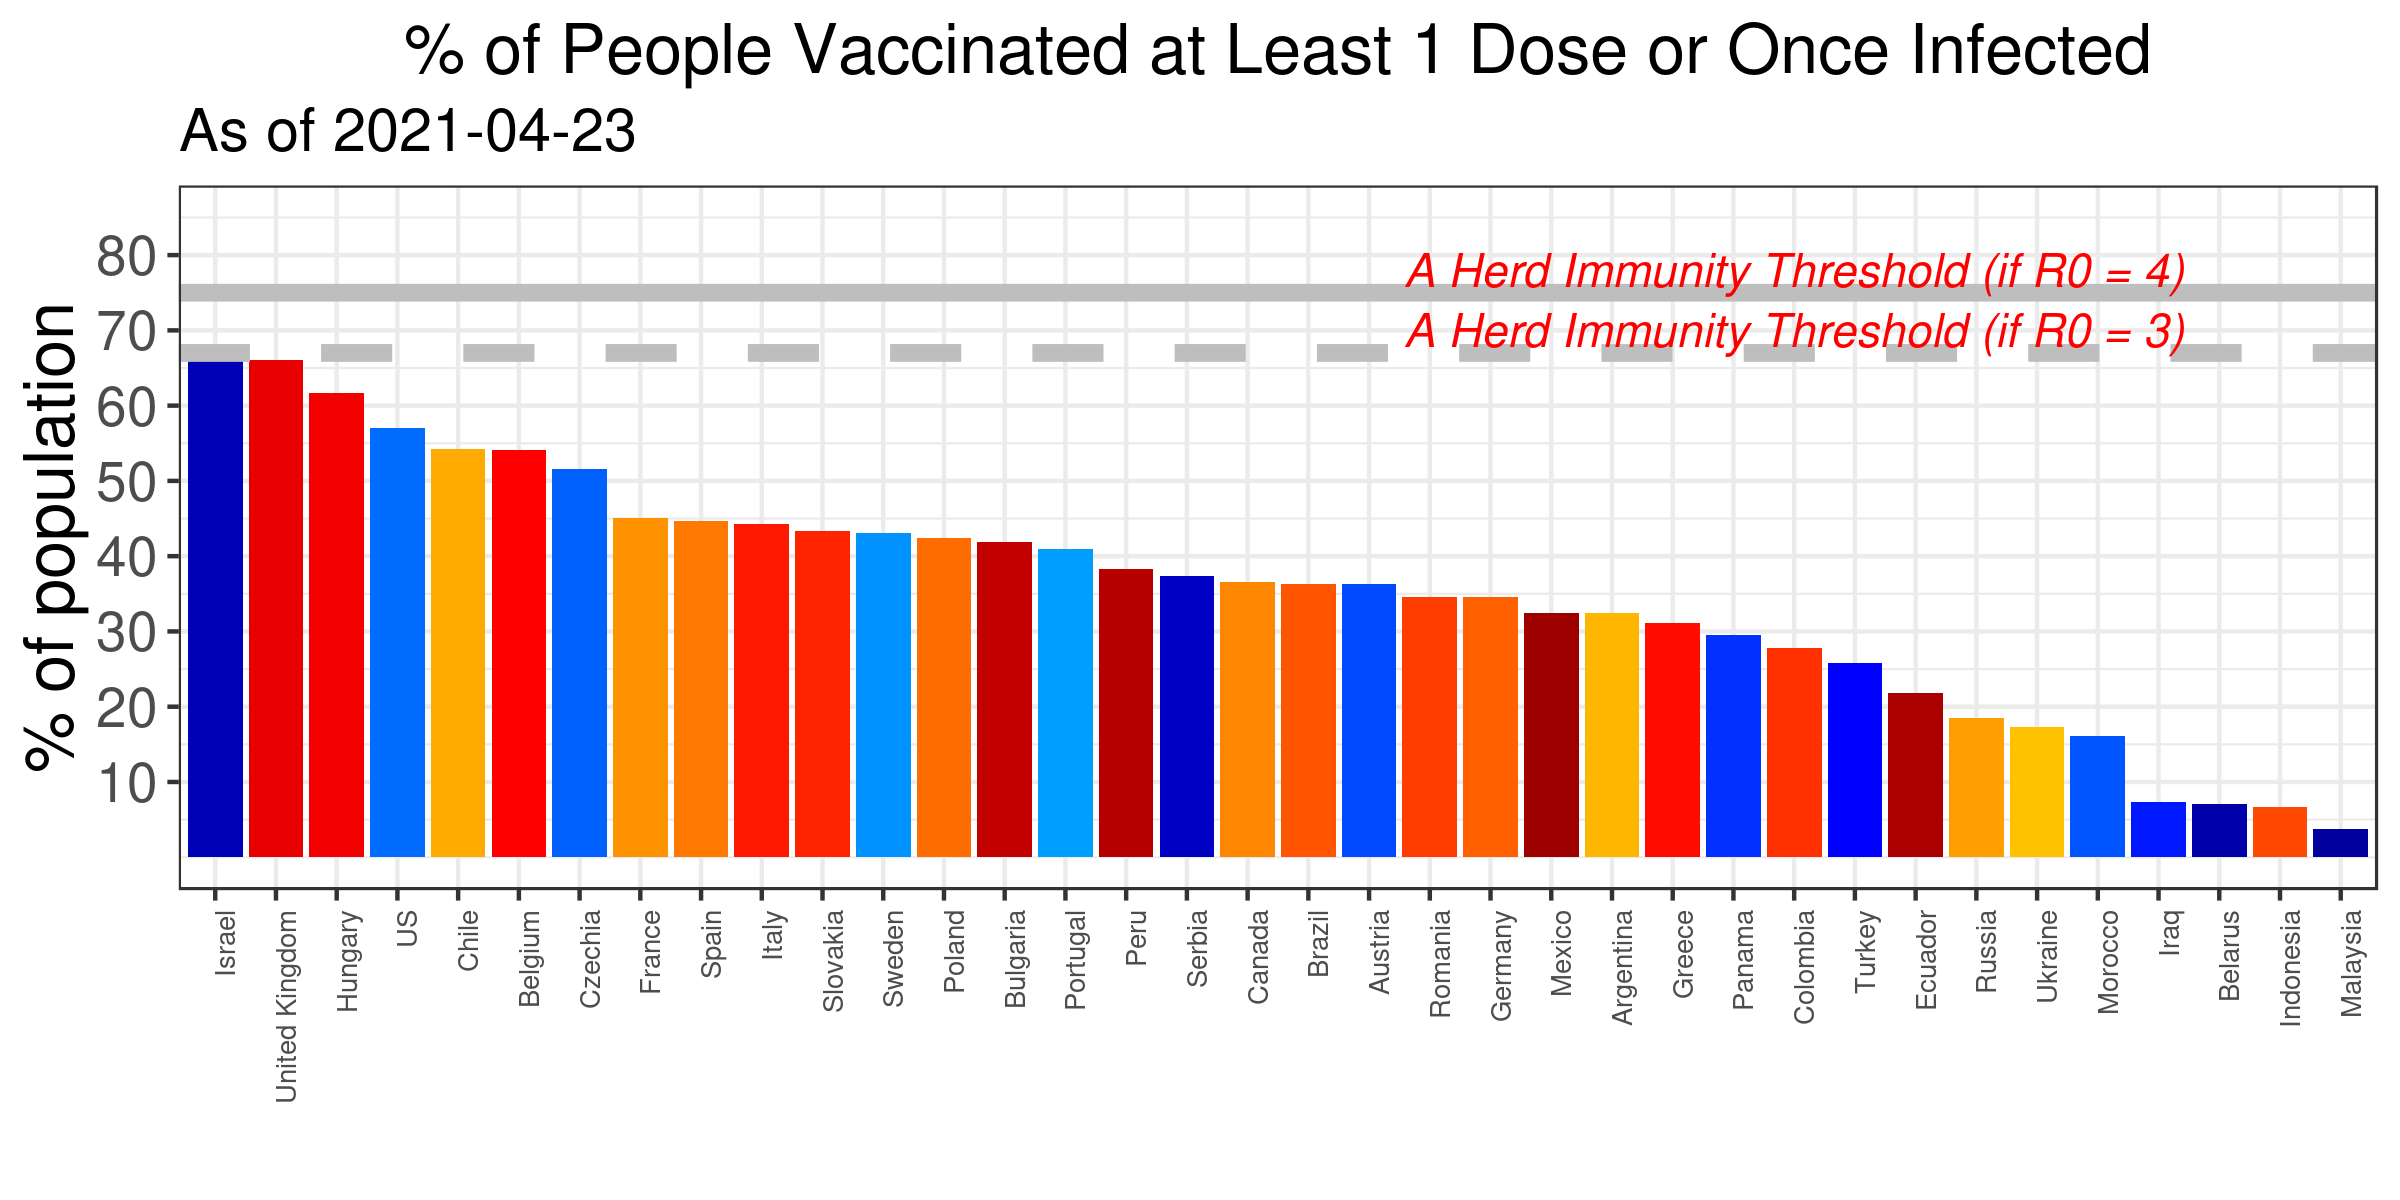 % of People Vaccinated at Least 1 Dose or Once Infected
As of 2021-04-23
% of population
80
70
60
50
40
30
20
10
A Herd Immunity Threshold (if R0 = 4)
A Herd Immunity Threshold (if R0 = 3)
Israel
United Kingdom
Hungary
US
Chile
Belgium
Czechia
France
Spain
Italy
Slovakia
Sweden
Poland
Bulgaria
Portugal
Peru
Serbia
Canada
Brazil
Austria
Romania
Germany
Mexico
Argentina
Greece
Panama
Colombia
Turkey
Ecuador
Russia
Ukraine
Morocco
Iraq
Belarus
Indonesia
Malaysia